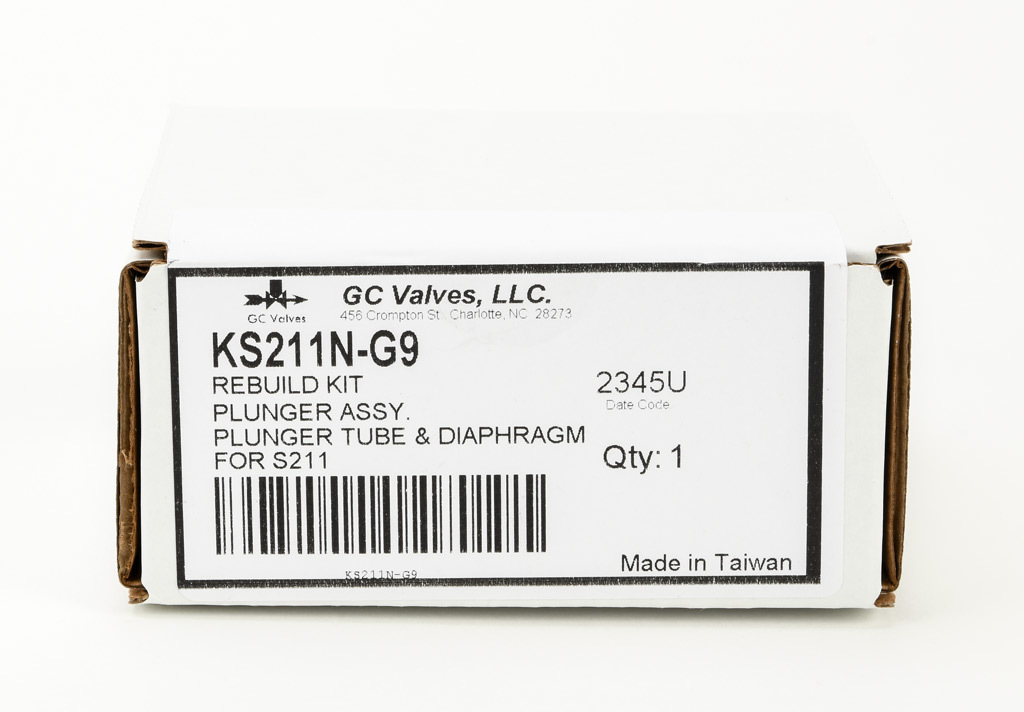 GC Valves
GC Valves, LLC.
456 Crompton St. Charlotte, NC 28273
KS211N-G9
REBUILD KIT
PLUNGER ASSY.
PLUNGER TUBE & DIAPHRAGM
FOR S211
2345U
Date Code
Qty: 1
KS211N-G9
Made in Taiwan